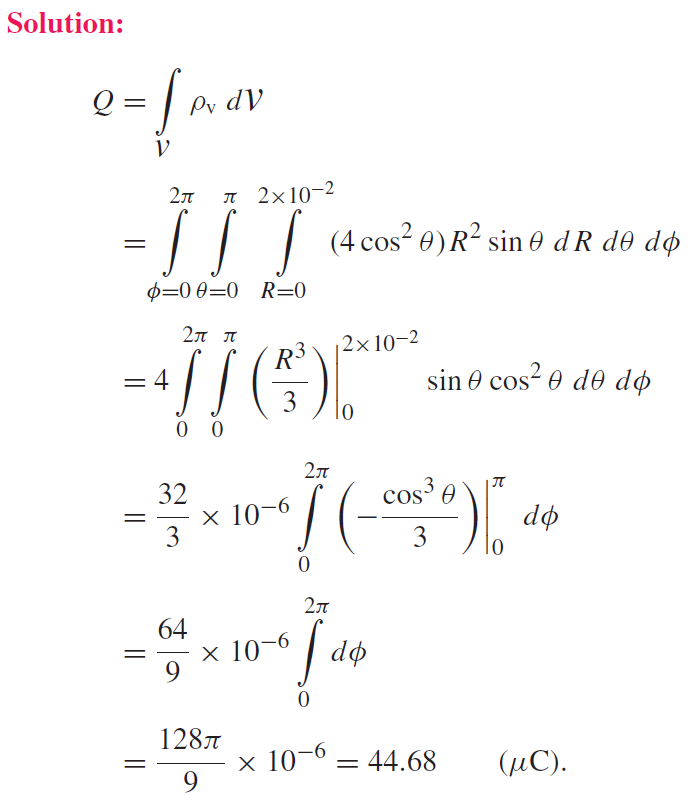 Solution:
Q = ∫_V ρ_v dV
= ∫_{ϕ=0}^{2π} ∫_{θ=0}^{π} ∫_{R=0}^{2×10^{−2}} (4 cos² θ) R² sin θ dR dθ dϕ
= 4 ∫_0^{2π} ∫_0^{π} (R³/3)|_0^{2×10^{−2}} sin θ cos² θ dθ dϕ
= 32/3 × 10^{−6} ∫_0^{2π} (−cos³ θ/3)|_0^{π} dϕ
= 64/9 × 10^{−6} ∫_0^{2π} dϕ
= 128π/9 × 10^{−6} = 44.68 (μC).